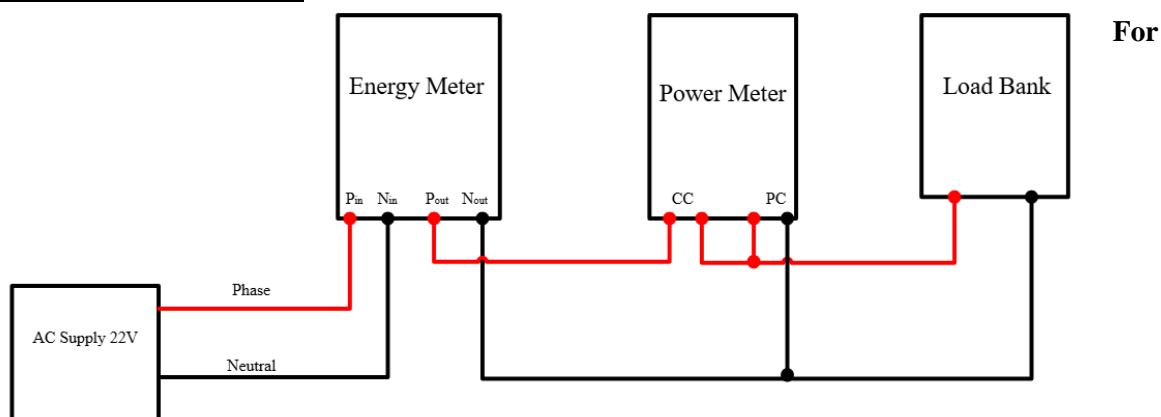 For
Energy Meter
Power Meter
Load Bank
Pin Nin Pout Nout
CC PC
Phase
AC Supply 22V
Neutral